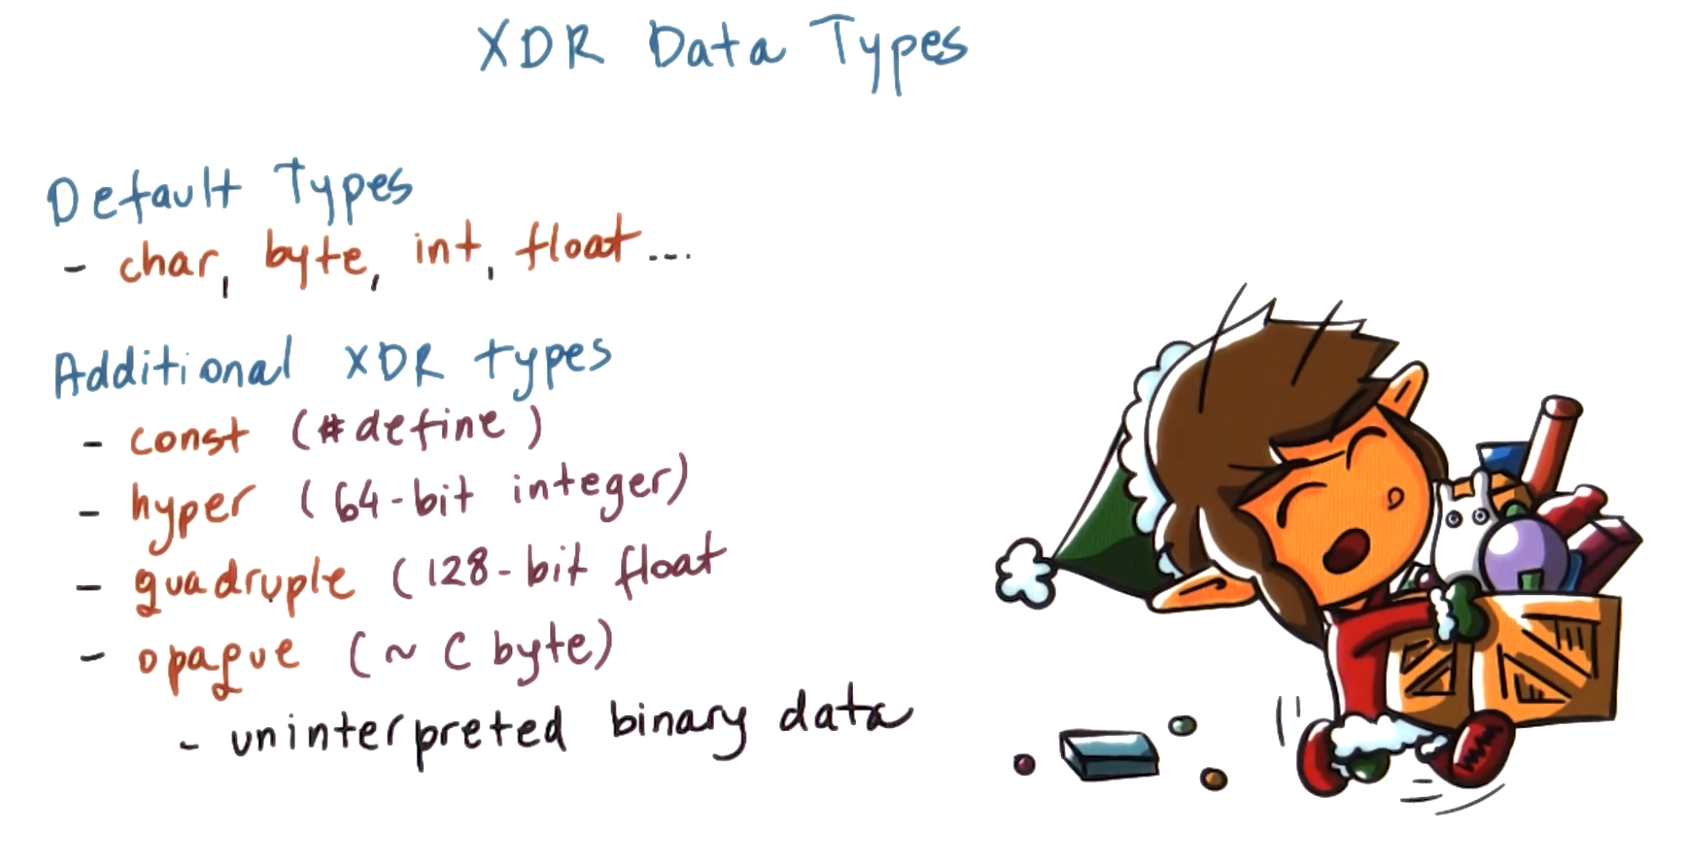 XDR Data Types
Default Types
- char, byte, int, float...
Additional XDR types
- const (#define)
- hyper (64-bit integer)
- quadruple (128-bit float
- opaque (~ C byte)
- uninterpreted binary data